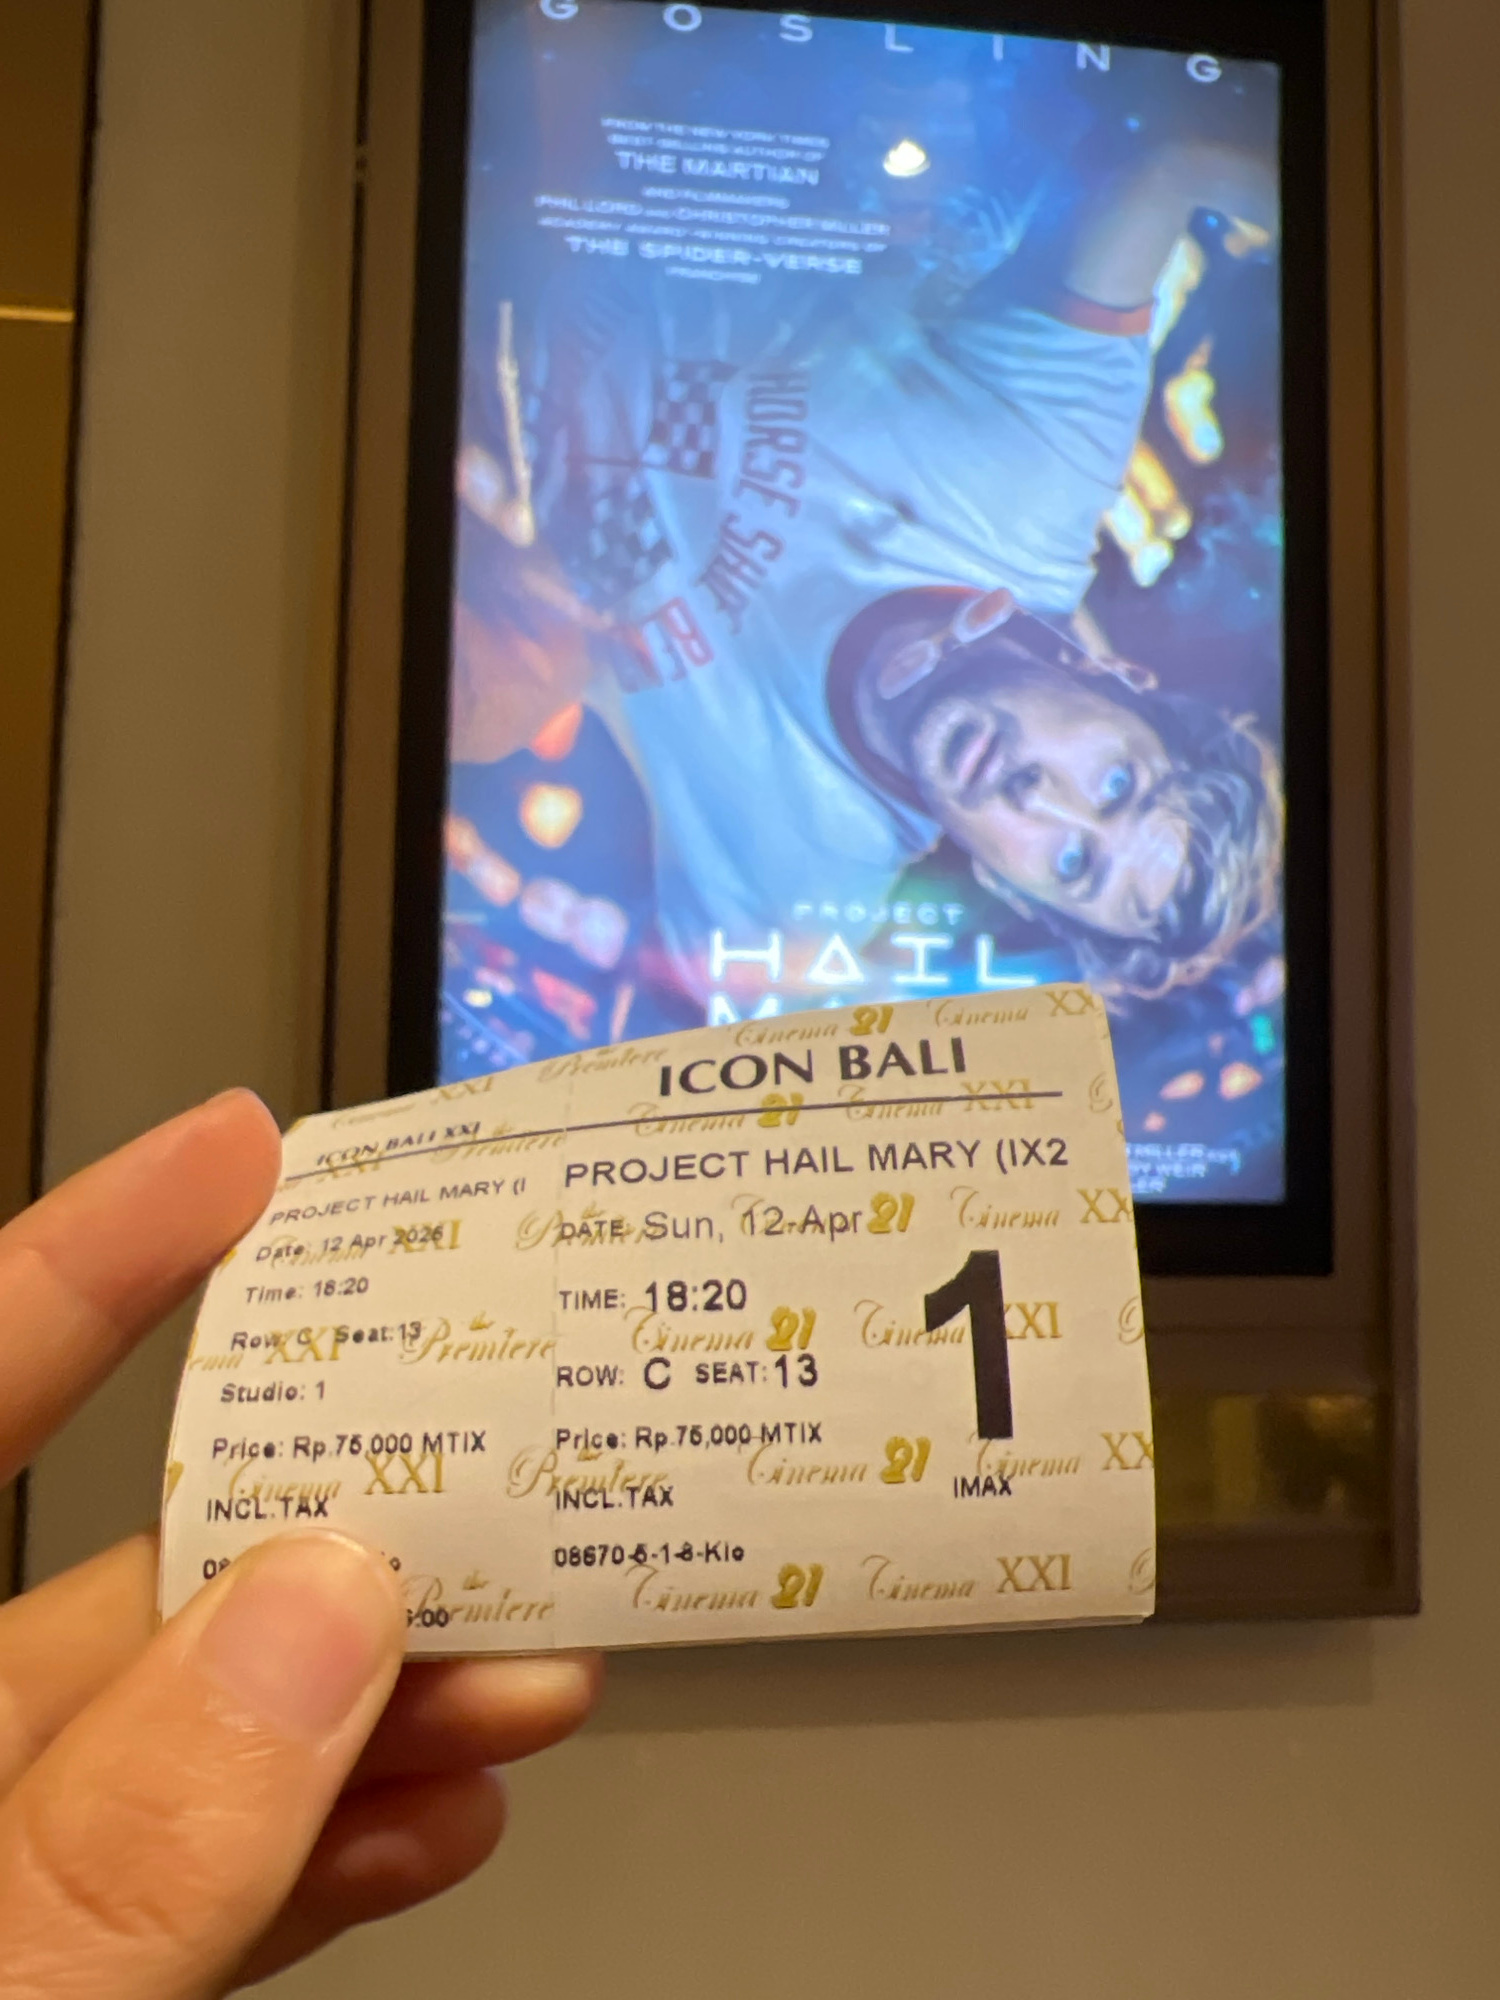 GOSLING
FROM THE NEW YORK TIMES
BEST SELLING AUTHOR OF
THE MARTIAN
AND FILMMAKERS
PHIL LORD AND CHRISTOPHER MILLER
ACADEMY AWARD WINNING CREATORS OF
THE SPIDER-VERSE
FRANCHISE
HORSE SHOE
PROJECT
HAIL
ICON BALI XXI
PROJECT HAIL MARY (I
Date: 12 Apr 2026
Time: 18:20
Row: C Seat:13
Studio: 1
Price: Rp.75,000 MTIX
INCL.TAX
ICON BALI
PROJECT HAIL MARY (IX2
DATE: Sun, 12-Apr
TIME: 18:20
ROW: C SEAT: 13
Price: Rp.75,000 MTIX
INCL.TAX
08670-5-1-8-Klo
1
IMAX
Cinema 21
Cinema XXI
the Premiere